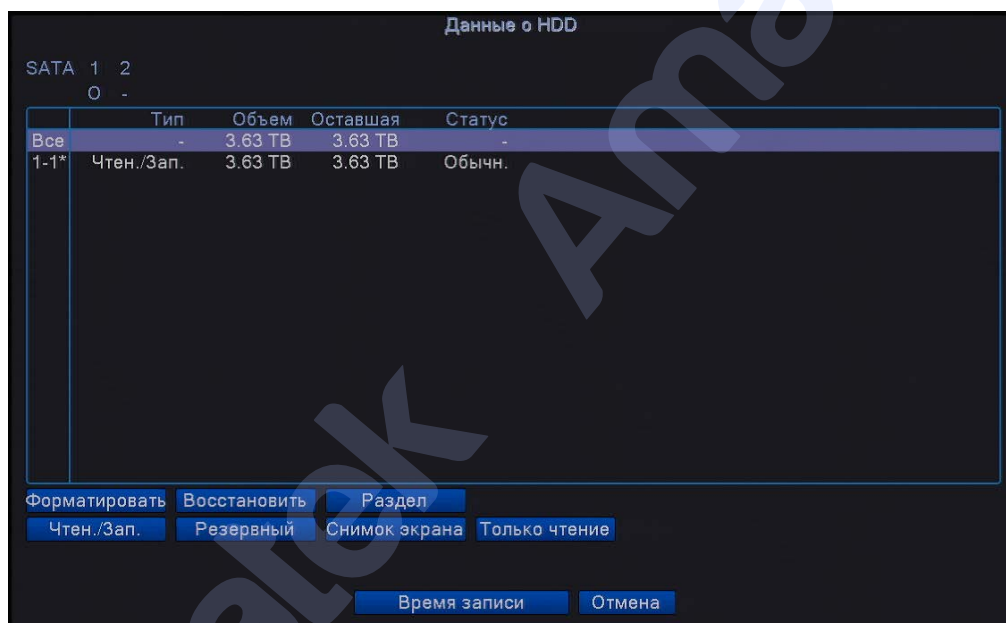 Данные о HDD
SATA 1 2
O -
Тип Объем Оставшая Статус
Все - 3.63 TB 3.63 TB -
1-1* Чтен./Зап. 3.63 TB 3.63 TB Обычн.
Форматировать Восстановить Раздел
Чтен./Зап. Резервный Снимок экрана Только чтение
Время записи Отмена